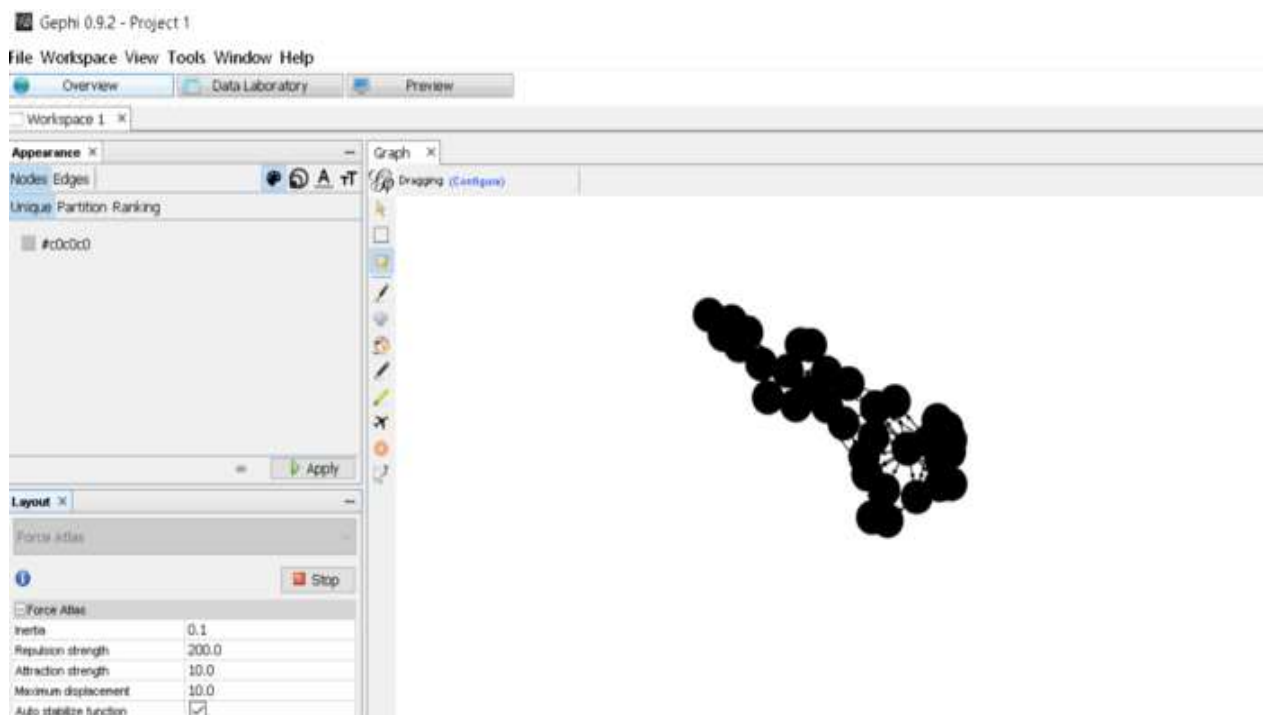 Gephi 0.9.2 - Project 1
File Workspace View Tools Window Help
Overview Data Laboratory Preview
Workspace 1 ×
Appearance × Graph ×
Nodes Edges A TT Dragging (Configure)
Unique Partition Ranking
#c0c0c0
Apply
Layout ×
Force Atlas
Stop
Force Atlas
Inertia 0.1
Repulsion strength 200.0
Attraction strength 10.0
Maximum displacement 10.0
Auto stabilize function